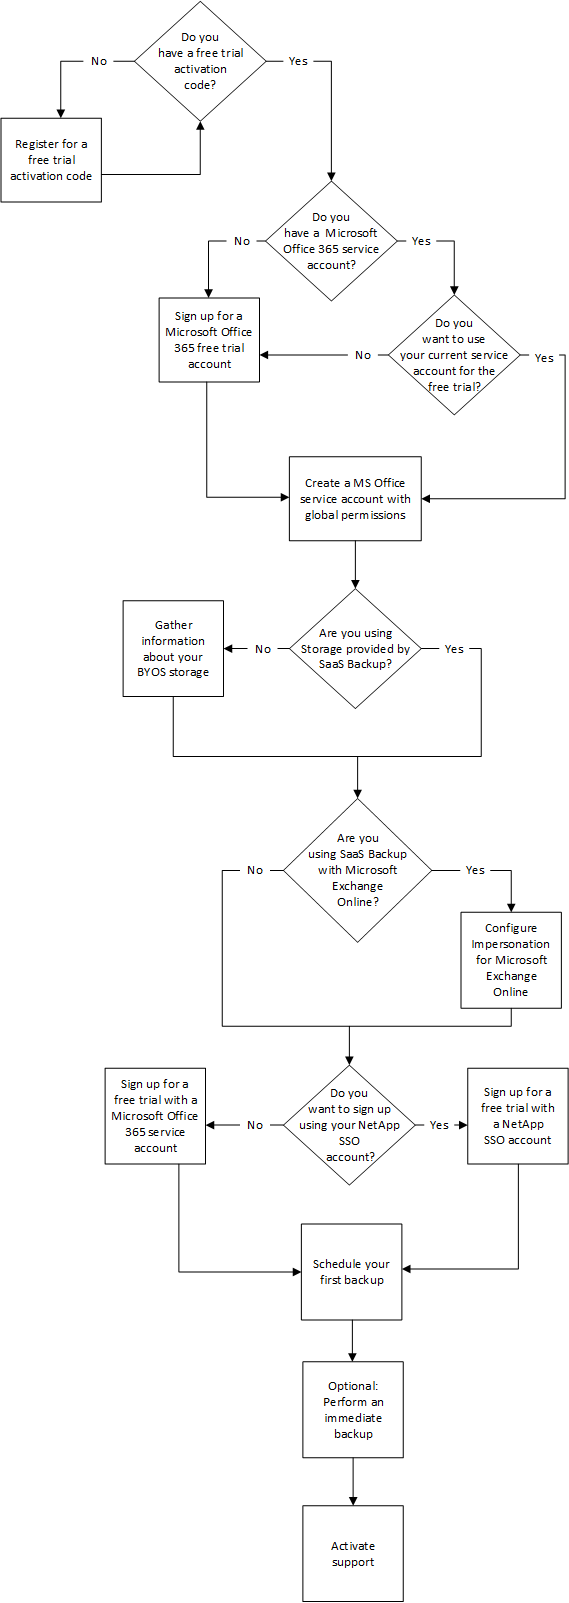 Do you
have a free trial
activation
code?
No
Yes
Register for a
free trial
activation code
Do you
have a Microsoft
Office 365 service
account?
No
Yes
Sign up for a
Microsoft Office
365 free trial
account
Do you
want to use
your current service
account for the
free trial?
No
Yes
Create a MS Office
service account with
global permissions
Gather
information
about your
BYOS storage
No
Are you using
Storage provided by
SaaS Backup?
Yes
Are you
using SaaS Backup
with Microsoft
Exchange
Online?
No
Yes
Configure
Impersonation
for Microsoft
Exchange
Online
Sign up for a
free trial with a
Microsoft Office
365 service
account
No
Do you
want to sign up
using your NetApp
SSO
account?
Yes
Sign up for a
free trial with
a NetApp
SSO account
Schedule your
first backup
Optional:
Perform an
immediate
backup
Activate
support